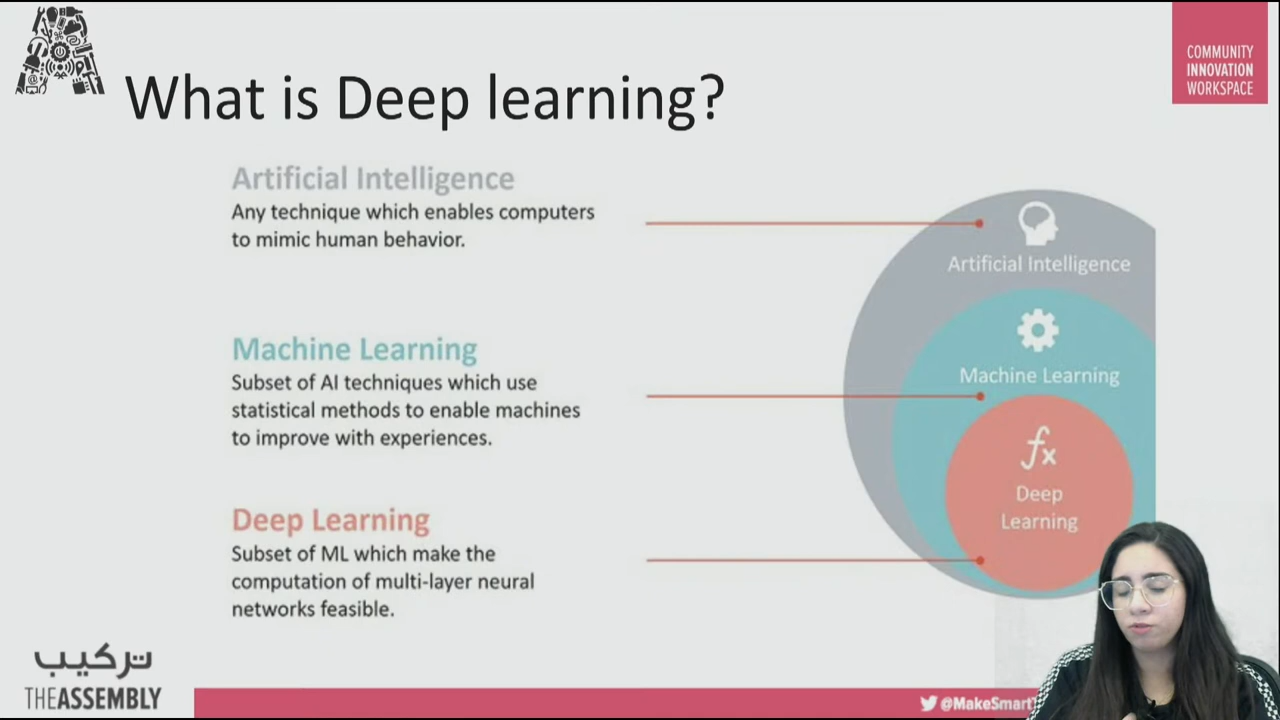 COMMUNITY
INNOVATION
WORKSPACE
What is Deep learning?
Artificial Intelligence
Any technique which enables computers
to mimic human behavior.
Machine Learning
Subset of AI techniques which use
statistical methods to enable machines
to improve with experiences.
Deep Learning
Subset of ML which make the
computation of multi-layer neural
networks feasible.
Artificial Intelligence
Machine Learning
fx
Deep
Learning
تركيب
THEASSEMBLY
@MakeSmartT